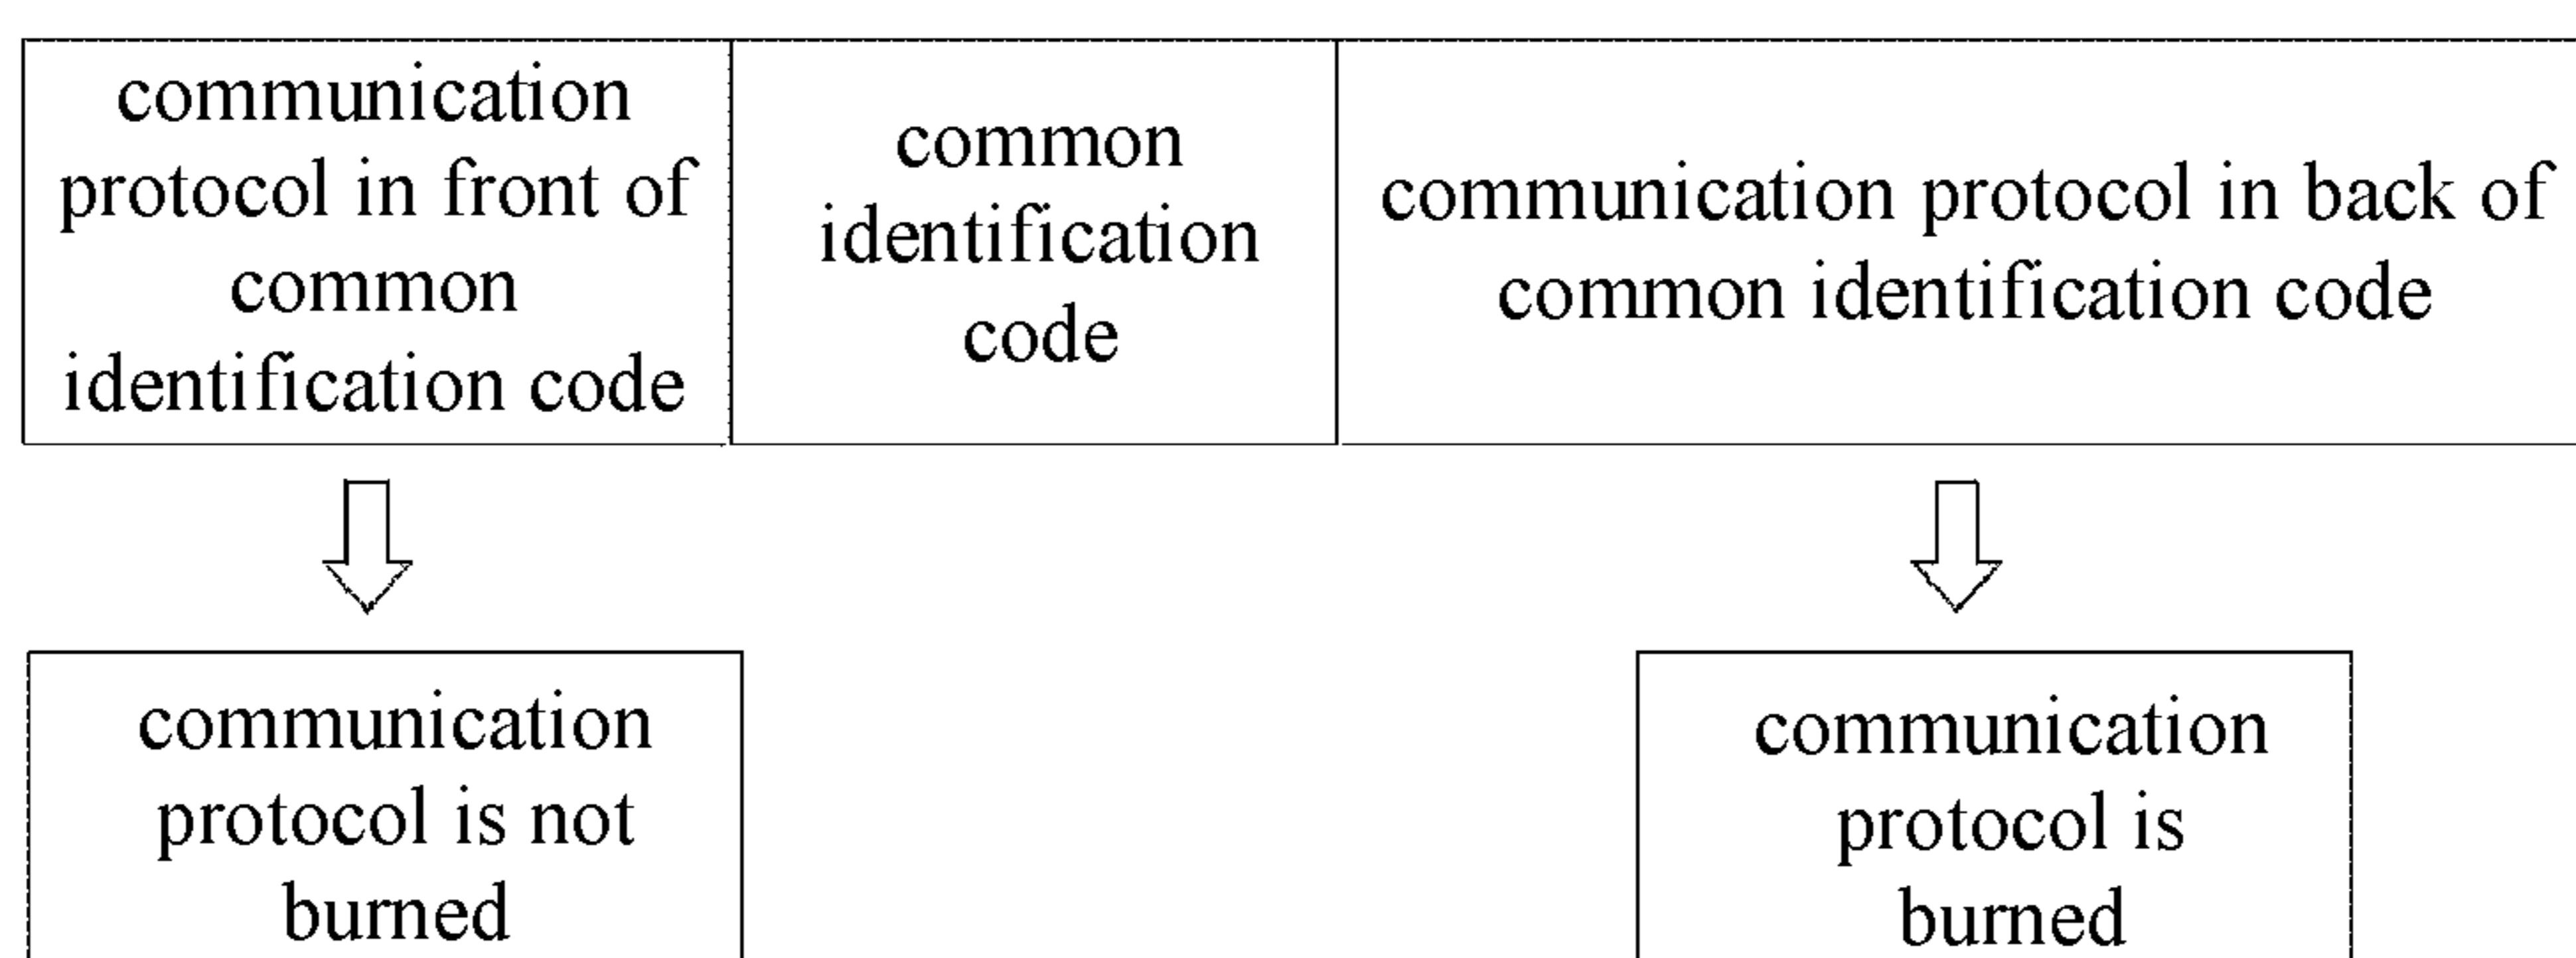 communication
protocol in front of
common
identification code
common
identification
code
communication protocol in back of
common identification code
communication
protocol is not
burned
communication
protocol is
burned